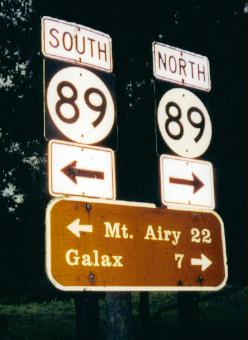 SOUTH
NORTH
89
89
Mt. Airy 22
Galax 7